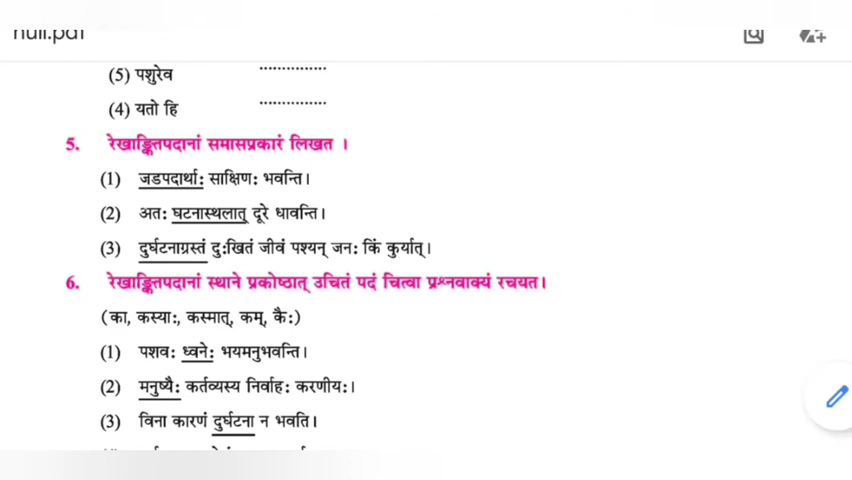 null.pdf
(5) पशुरेव ...............
(4) यतो हि ...............
5. रेखाङ्कितपदानां समासप्रकारं लिखत ।
(1) जडपदार्थाः साक्षिणः भवन्ति।
(2) अतः घटनास्थलात् दूरे धावन्ति।
(3) दुर्घटनाग्रस्तं दुःखितं जीवं पश्यन् जनः किं कुर्यात्।
6. रेखाङ्कितपदानां स्थाने प्रकोष्ठात् उचितं पदं चित्वा प्रश्नवाक्यं रचयत।
(का, कस्याः, कस्मात्, कम्, कैः)
(1) पशवः ध्वनेः भयमनुभवन्ति।
(2) मनुष्यैः कर्तव्यस्य निर्वाहः करणीयः।
(3) विना कारणं दुर्घटना न भवति।